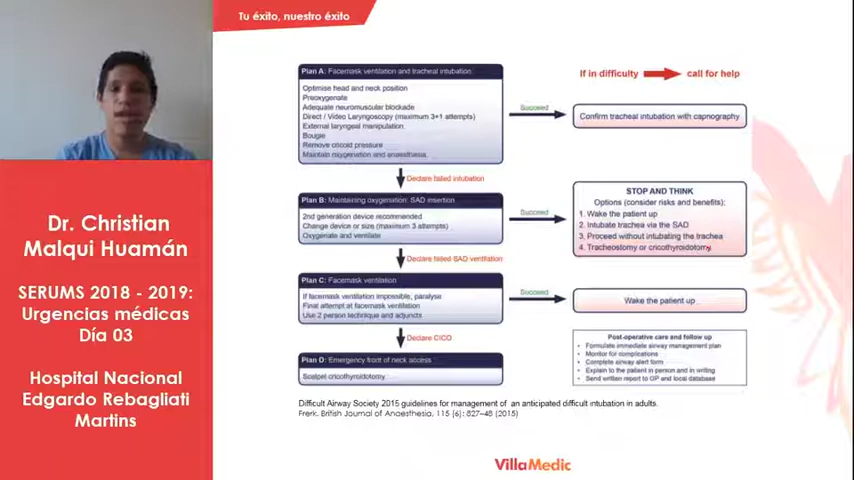 Tu éxito, nuestro éxito
Dr. Christian
Malqui Huamán
SERUMS 2018 - 2019:
Urgencias médicas
Día 03
Hospital Nacional
Edgardo Rebagliati
Martins
Plan A: Facemask ventilation and tracheal intubation
Optimise head and neck position
Preoxygenate
Adequate neuromuscular blockade
Direct / Video Laryngoscopy (maximum 3+1 attempts)
External laryngeal manipulation
Bougie
Remove cricoid pressure
Maintain oxygenation and anaesthesia
Succeed
If in difficulty call for help
Confirm tracheal intubation with capnography
Declare failed intubation
Plan B: Maintaining oxygenation: SAD insertion
2nd generation device recommended
Change device or size (maximum 3 attempts)
Oxygenate and ventilate
Succeed
STOP AND THINK
Options (consider risks and benefits):
1. Wake the patient up
2. Intubate trachea via the SAD
3. Proceed without intubating the trachea
4. Tracheostomy or cricothyroidotomy
Declare failed SAD ventilation
Plan C: Facemask ventilation
If facemask ventilation impossible, paralyse
Final attempt at facemask ventilation
Use 2 person technique and adjuncts
Succeed
Wake the patient up
Declare CICO
Plan D: Emergency front of neck access
Scalpel cricothyroidotomy
Post-operative care and follow up
• Formulate immediate airway management plan
• Monitor for complications
• Complete airway alert form
• Explain to the patient in person and in writing
• Send written report to GP and local database
Difficult Airway Society 2015 guidelines for management of an anticipated difficult intubation in adults.
Frerk. British Journal of Anaesthesia, 115 (6): 827–48 (2015)
VillaMedic